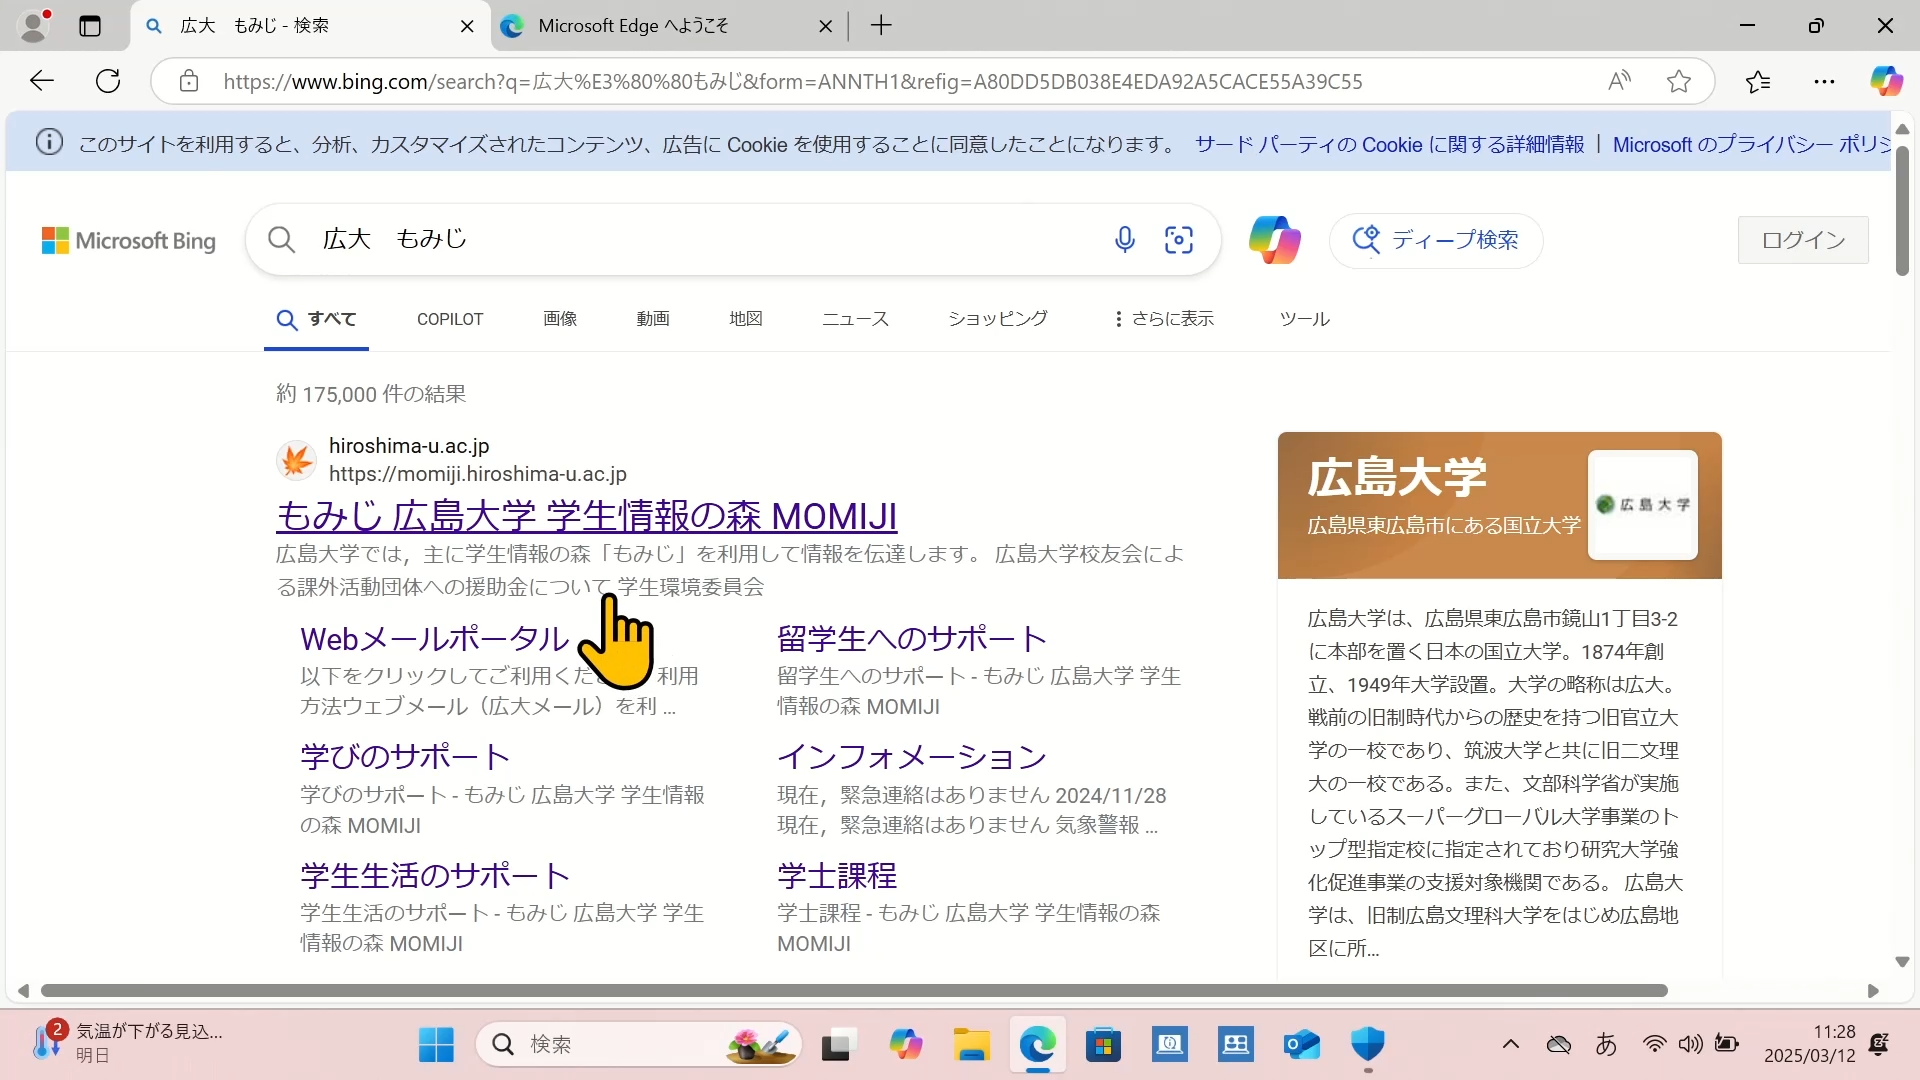 広大　もみじ - 検索
Microsoft Edge へようこそ
https://www.bing.com/search?q=広大%E3%80%80もみじ&form=ANNTH1&refig=A80DD5DB038E4EDA92A5CACE55A39C55
このサイトを利用すると、分析、カスタマイズされたコンテンツ、広告に Cookie を使用することに同意したことになります。 サード パーティの Cookie に関する詳細情報 | Microsoft のプライバシー ポリシ
Microsoft Bing
広大　もみじ
ディープ検索
ログイン
すべて
COPILOT
画像
動画
地図
ニュース
ショッピング
さらに表示
ツール
約 175,000 件の結果
hiroshima-u.ac.jp
https://momiji.hiroshima-u.ac.jp
もみじ 広島大学 学生情報の森 MOMIJI
広島大学では，主に学生情報の森「もみじ」を利用して情報を伝達します。 広島大学校友会によ
る課外活動団体への援助金について 学生環境委員会
Webメールポータル
以下をクリックしてご利用くだ 利用
方法ウェブメール（広大メール）を利 ...
留学生へのサポート
留学生へのサポート - もみじ 広島大学 学生
情報の森 MOMIJI
学びのサポート
学びのサポート - もみじ 広島大学 学生情報
の森 MOMIJI
インフォメーション
現在，緊急連絡はありません 2024/11/28
現在，緊急連絡はありません 気象警報 ...
学生生活のサポート
学生生活のサポート - もみじ 広島大学 学生
情報の森 MOMIJI
学士課程
学士課程 - もみじ 広島大学 学生情報の森
MOMIJI
広島大学
広島県東広島市にある国立大学
広島大学
広島大学は、広島県東広島市鏡山1丁目3-2
に本部を置く日本の国立大学。1874年創
立、1949年大学設置。大学の略称は広大。
戦前の旧制時代からの歴史を持つ旧官立大
学の一校であり、筑波大学と共に旧二文理
大の一校である。また、文部科学省が実施
しているスーパーグローバル大学事業のト
ップ型指定校に指定されており研究大学強
化促進事業の支援対象機関である。 広島大
学は、旧制広島文理科大学をはじめ広島地
区に所...
2
気温が下がる見込...
明日
検索
あ
11:28
2025/03/12